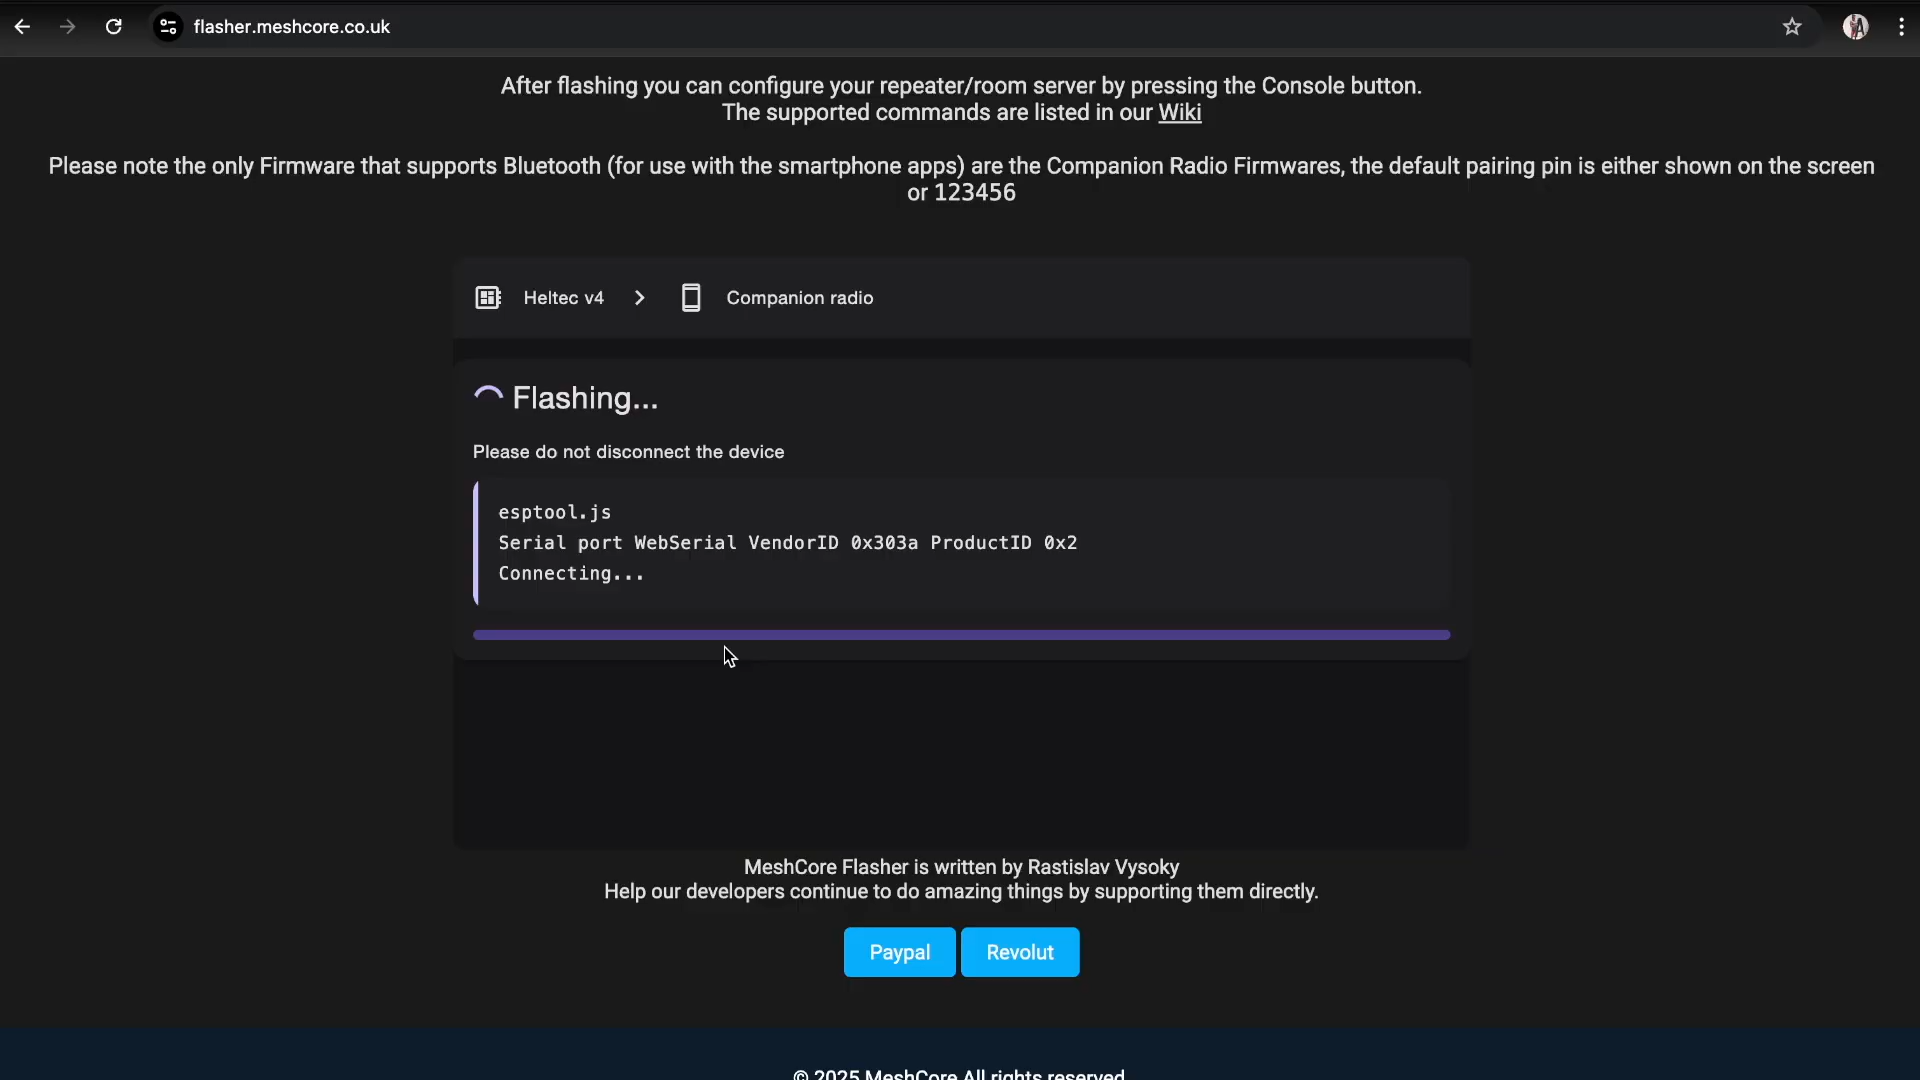 flasher.meshcore.co.uk
After flashing you can configure your repeater/room server by pressing the Console button.
The supported commands are listed in our Wiki
Please note the only Firmware that supports Bluetooth (for use with the smartphone apps) are the Companion Radio Firmwares, the default pairing pin is either shown on the screen
or 123456
Heltec v4
Companion radio
Flashing...
Please do not disconnect the device
esptool.js
Serial port WebSerial VendorID 0x303a ProductID 0x2
Connecting...
MeshCore Flasher is written by Rastislav Vysoky
Help our developers continue to do amazing things by supporting them directly.
Paypal
Revolut
© 2025 MeshCore All rights reserved